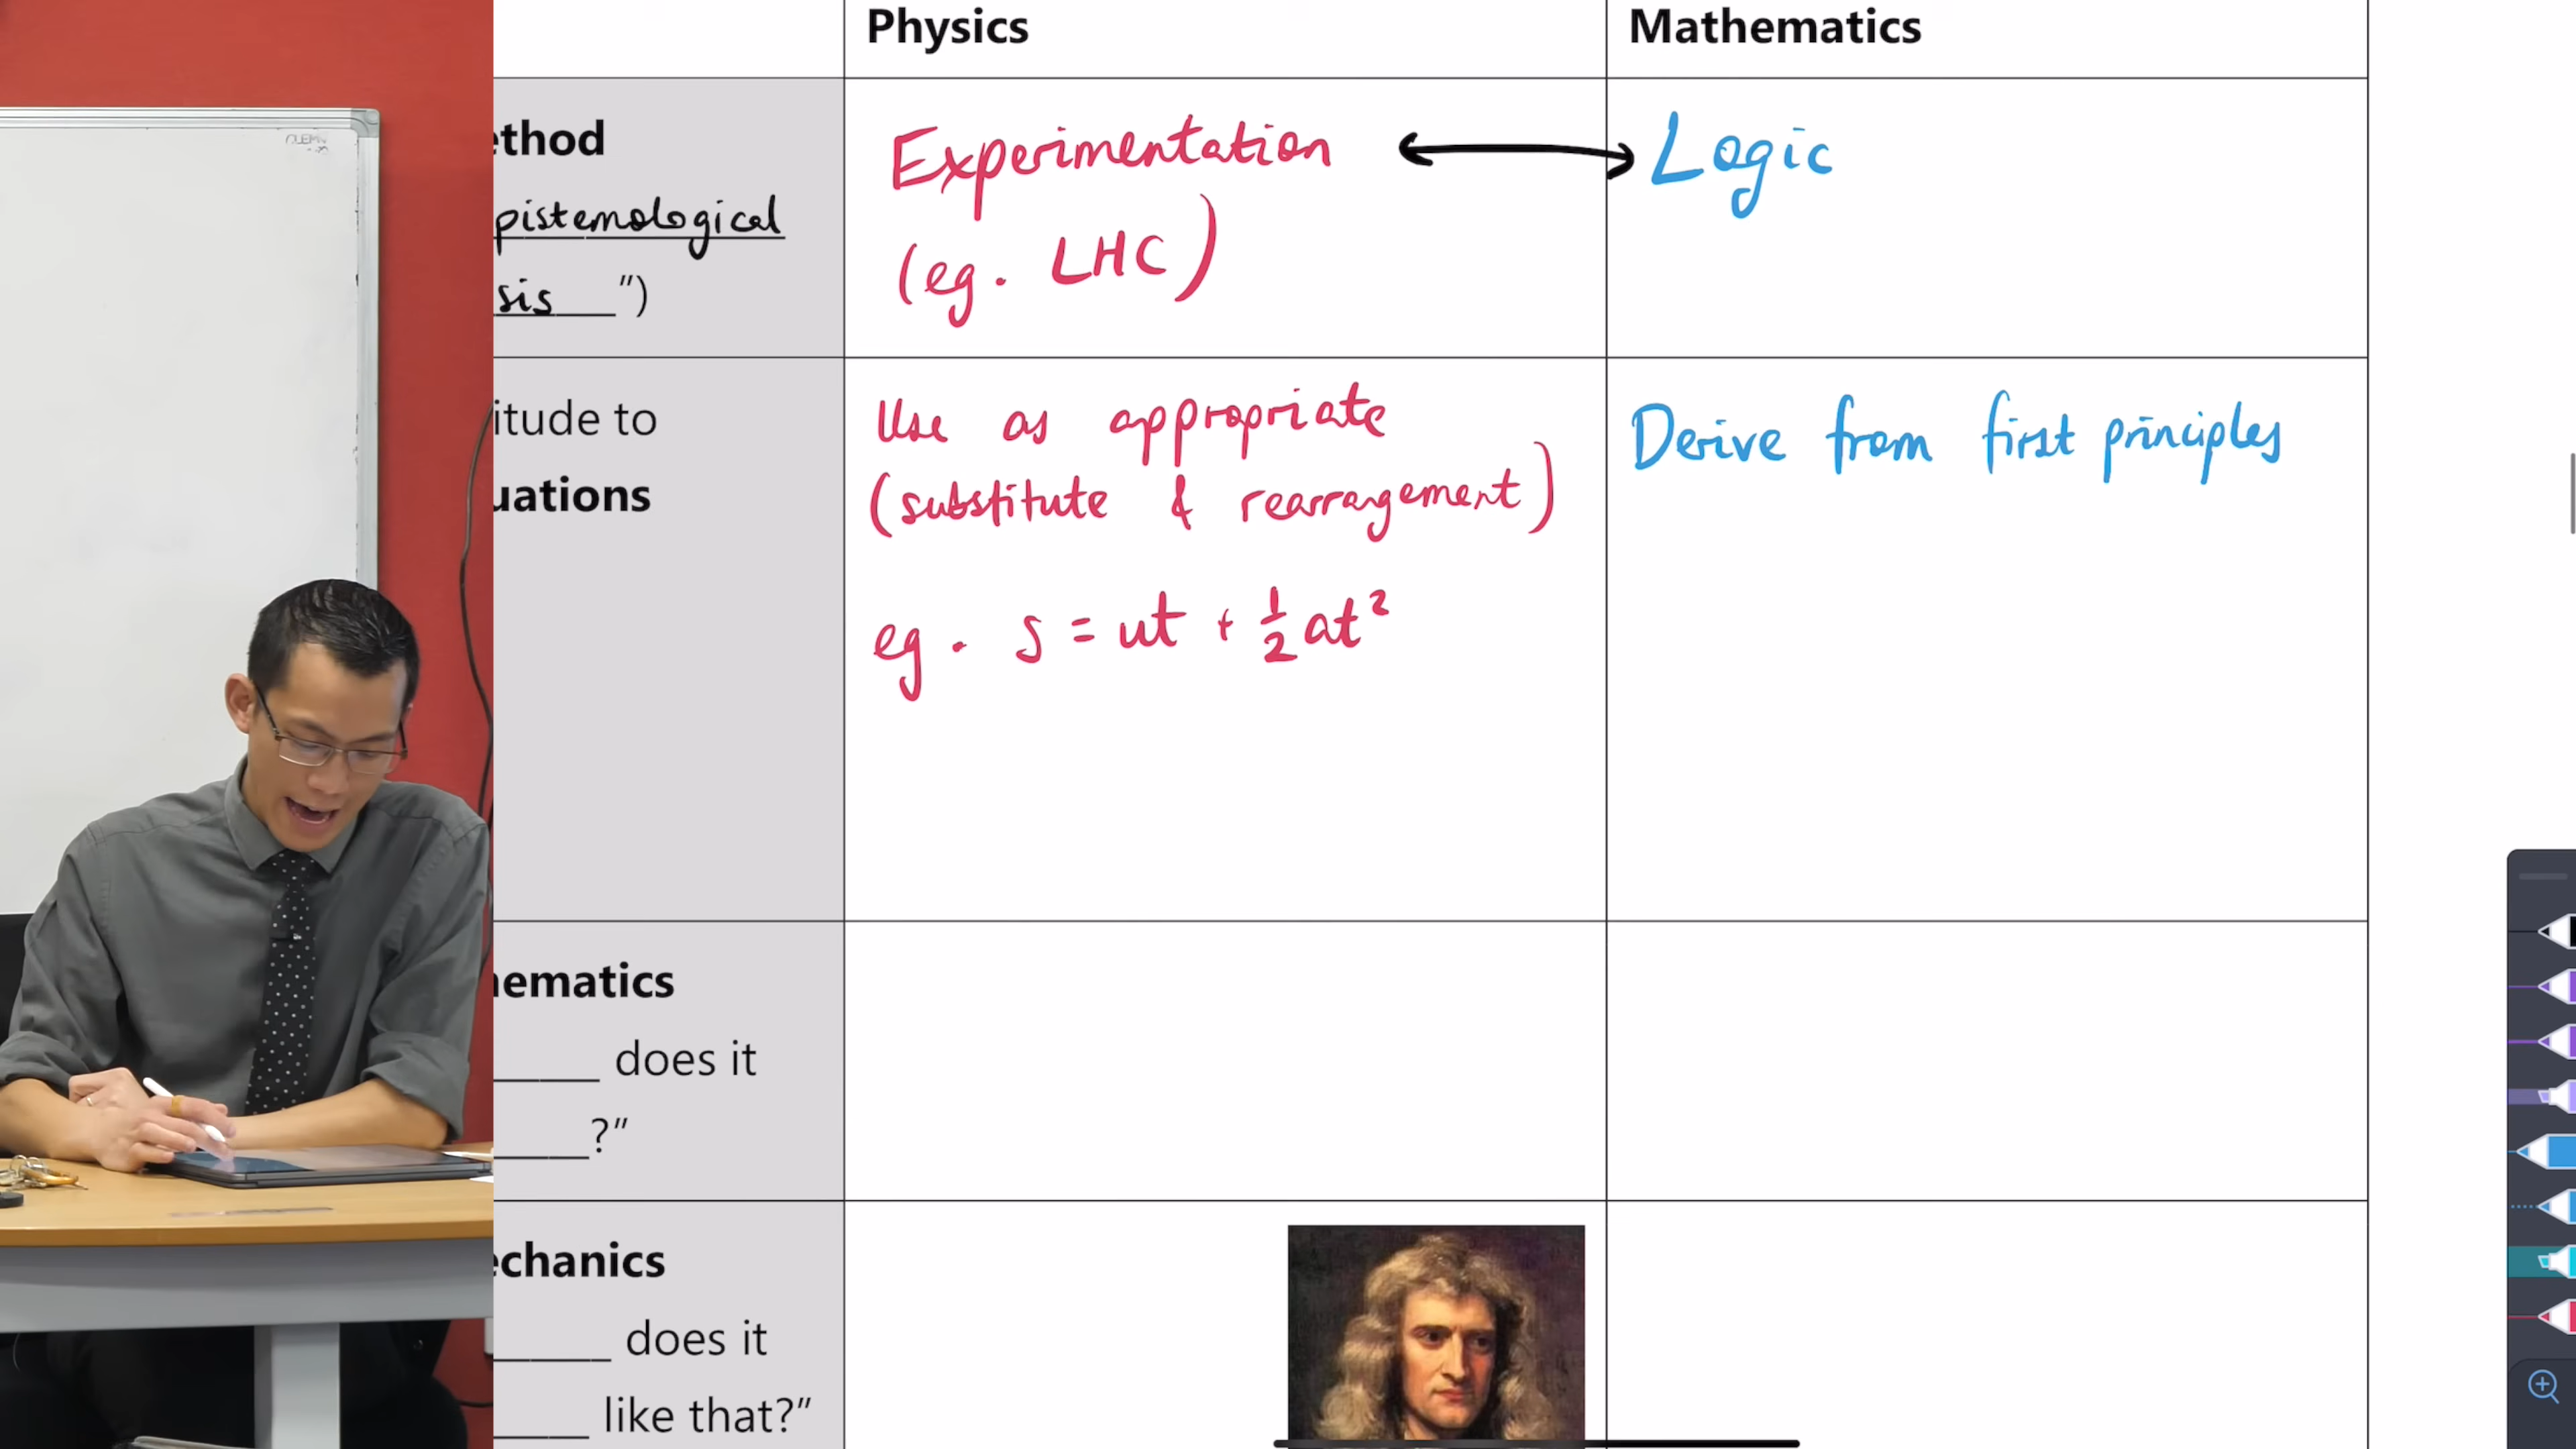 Physics
Mathematics
ethod
pistemological
sis ")
Experimentation
(eg. LHC)
Logic
itude to
uations
Use as appropriate
(substitute & rearrangement)
eg. s = ut + ½at²
Derive from first principles
ematics
does it
?"
echanics
does it
like that?"